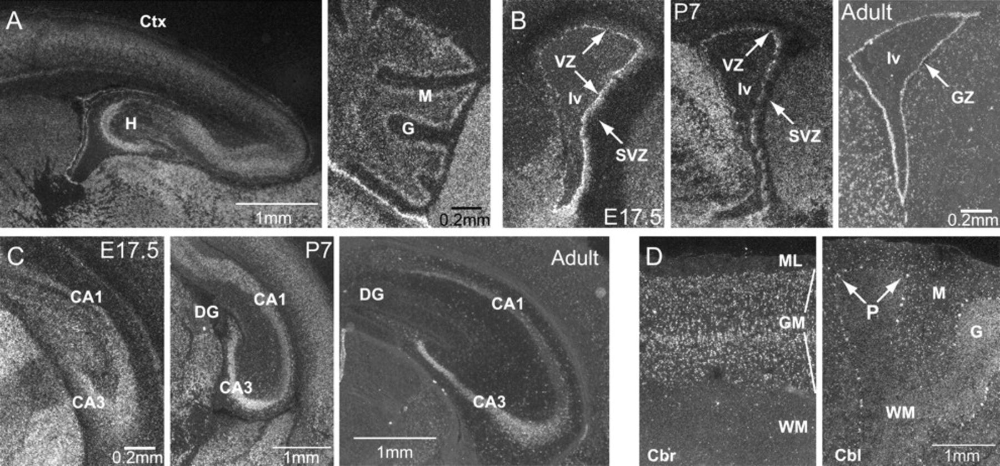 A
Ctx
H
1mm
M
G
0.2mm
B
VZ
lv
SVZ
E17.5
P7
VZ
lv
SVZ
Adult
lv
GZ
0.2mm
C
E17.5
CA1
CA3
0.2mm
P7
DG
CA1
CA3
1mm
Adult
DG
CA1
CA3
1mm
D
ML
GM
WM
Cbr
P
M
G
WM
Cbl
1mm